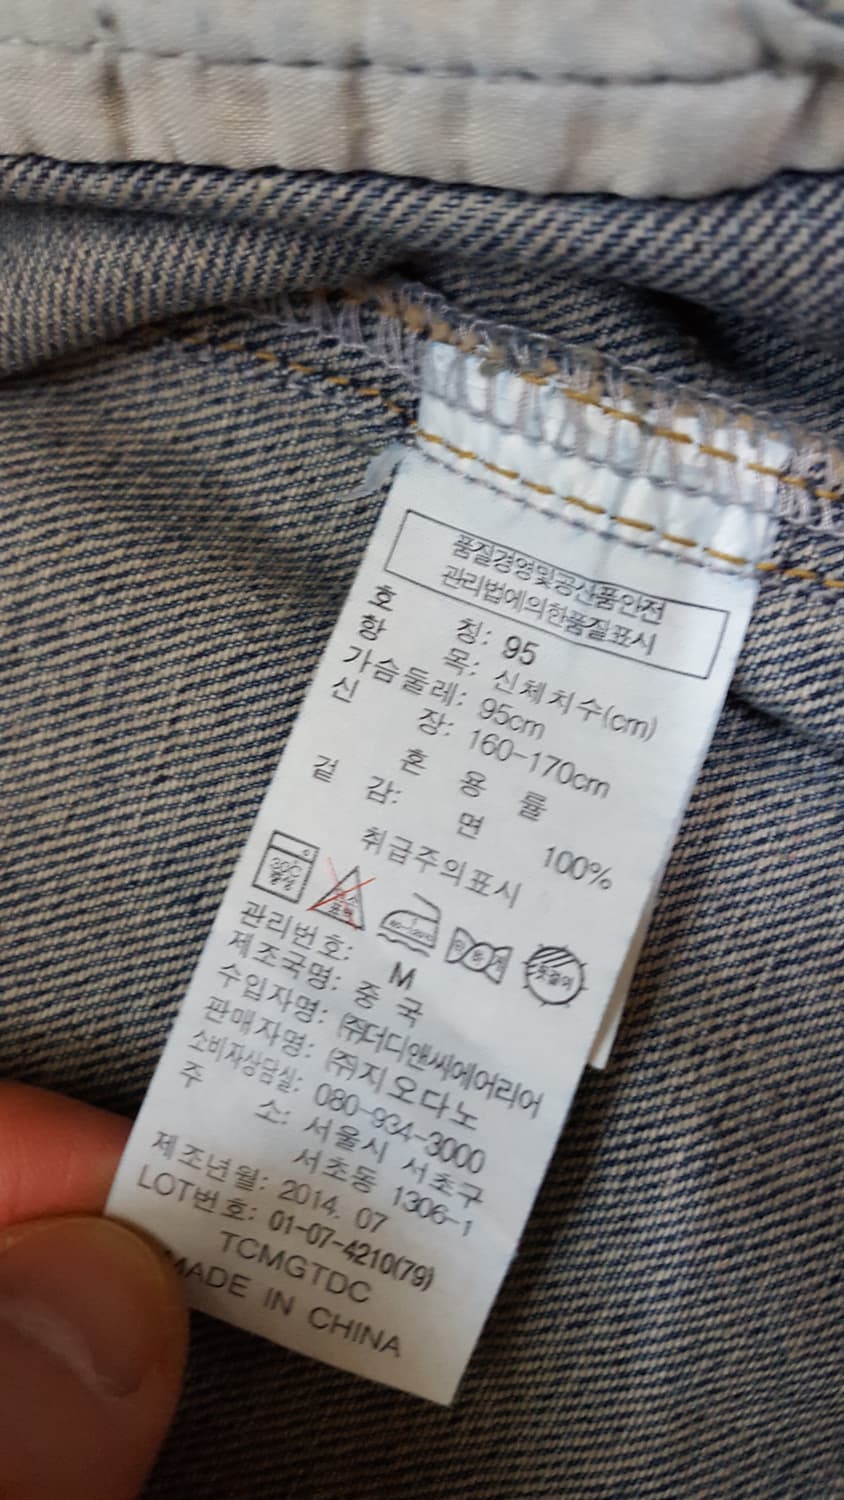 품질경영및공산품안전
관리법에의한품질표시
호 칭: 95
항 목: 신체치수(cm)
가슴둘레: 95cm
신 장: 160-170cm
혼 용 률
겉 감: 면 100%
취급주의표시
관리번호: M
제조국명: 중 국
수입자명: ㈜더디앤씨에어리어
판매자명: ㈜지오다노
소비자상담실: 080-934-3000
주 소: 서울시 서초구
서초동 1306-1
제조년월: 2014. 07
LOT번호: 01-07-4210(79)
TCMGTDC
MADE IN CHINA